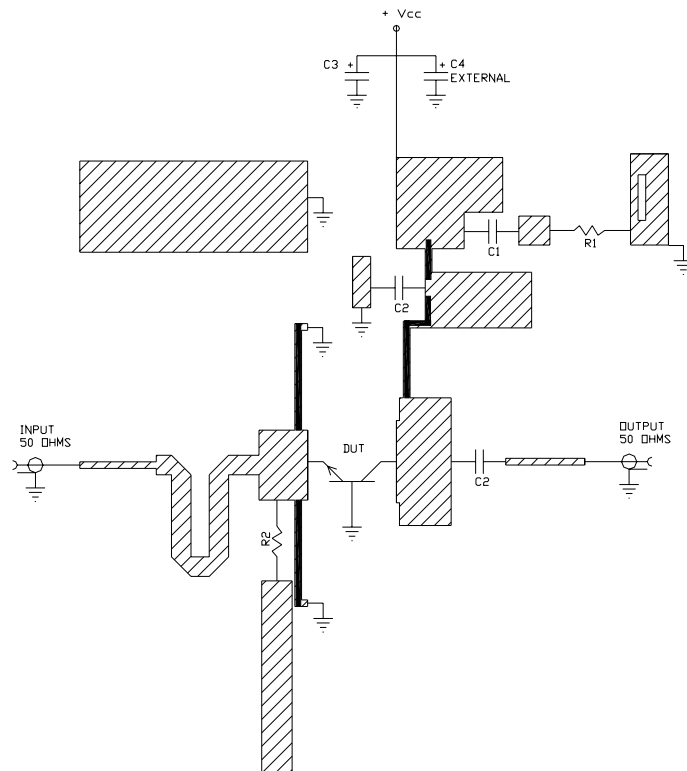 + Vcc
C3 +
+ C4
EXTERNAL
C1
R1
C2
INPUT
50 OHMS
DUT
OUTPUT
50 OHMS
C2
R2